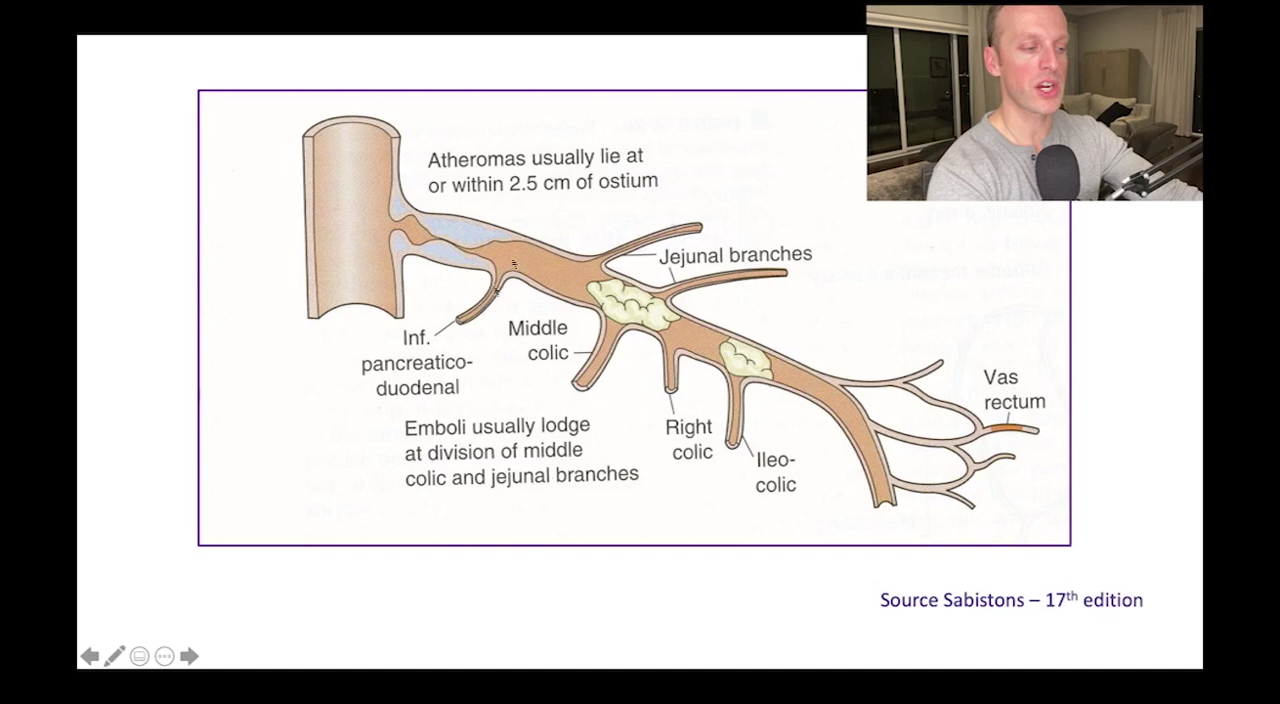 Atheromas usually lie at
or within 2.5 cm of ostium
Jejunal branches
Inf.
pancreatico-
duodenal
Middle
colic
Emboli usually lodge
at division of middle
colic and jejunal branches
Right
colic
Ileo-
colic
Vas
rectum
Source Sabistons – 17th edition